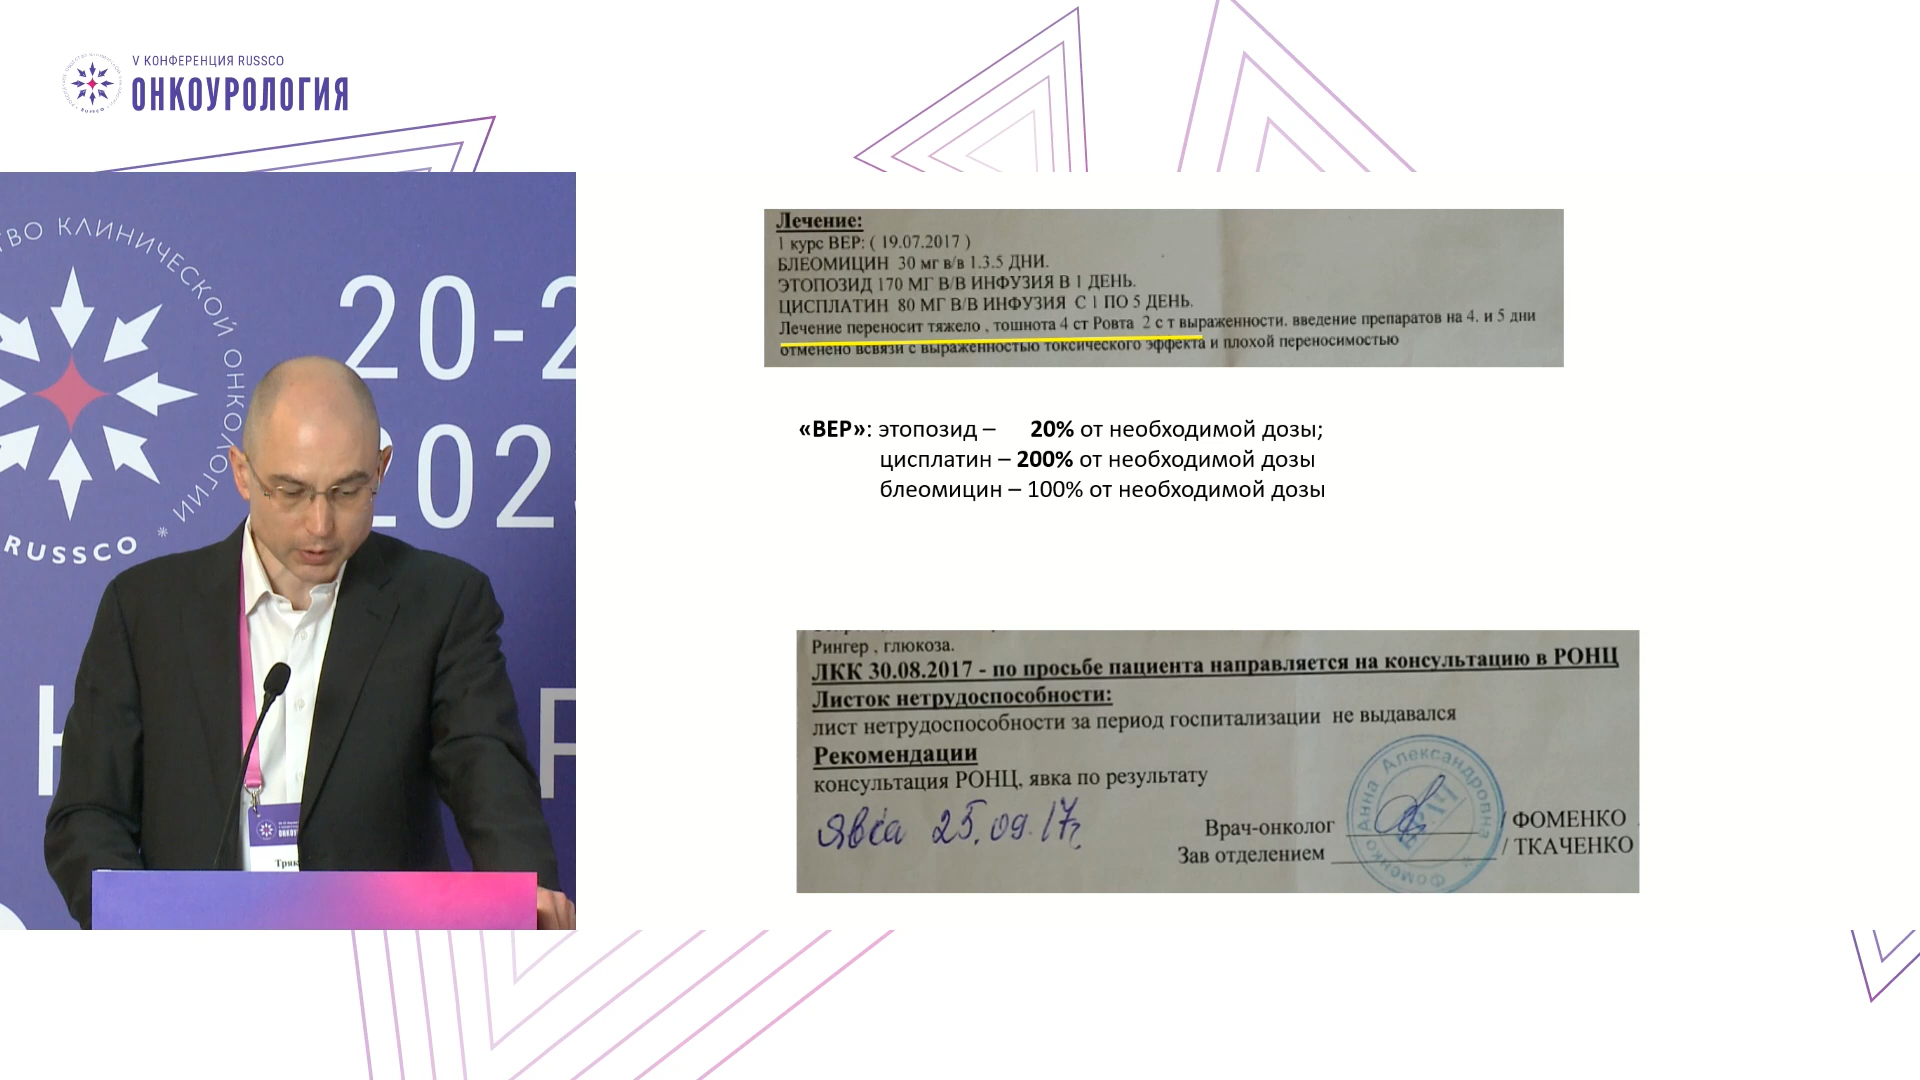 V КОНФЕРЕНЦИЯ RUSSCO
ОНКОУРОЛОГИЯ
КЛИНИЧЕСКОЙ ОНКОЛОГИИ *
RUSSCO
20-2
202
Тряк
Лечение:
1 курс ВЕР: ( 19.07.2017 )
БЛЕОМИЦИН 30 мг в/в 1.3.5 ДНИ.
ЭТОПОЗИД 170 МГ В/В ИНФУЗИЯ В 1 ДЕНЬ.
ЦИСПЛАТИН 80 МГ В/В ИНФУЗИЯ С 1 ПО 5 ДЕНЬ.
Лечение переносит тяжело , тошнота 4 ст Ровта 2 с т выраженности. введение препаратов на 4. и 5 дни
отменено всвязи с выраженностью токсического эффекта и плохой переносимостью
«ВЕР»: этопозид – 20% от необходимой дозы;
цисплатин – 200% от необходимой дозы
блеомицин – 100% от необходимой дозы
Рингер , глюкоза.
ЛКК 30.08.2017 - по просьбе пациента направляется на консультацию в РОНЦ
Листок нетрудоспособности:
лист нетрудоспособности за период госпитализации не выдавался
Рекомендации
консультация РОНЦ, явка по результату
Явка 25.09.17г
Врач-онколог / ФОМЕНКО
Зав отделением / ТКАЧЕНКО
Фоменко Анна Александровна